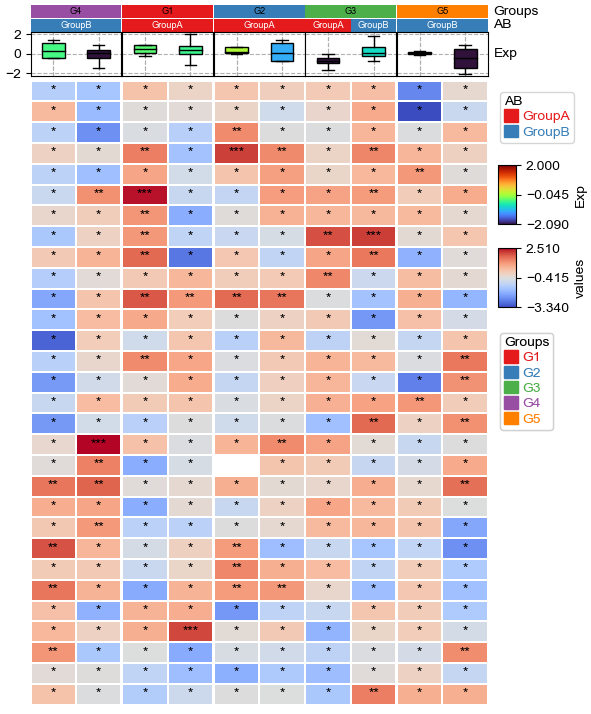 G4 G1 G2 G3 G5 Groups
GroupB GroupA GroupB GroupA GroupA GroupB GroupB AB
2
0
−2
Exp
AB
GroupA
GroupB
2.000
−0.045
−2.090
Exp
2.510
−0.415
−3.340
values
Groups
G1
G2
G3
G4
G5
* * * * * * * * * *
* * * * * * * * * *
* * * * ** * * * * *
* * ** * *** ** * ** * *
* * * * * * * * ** *
* ** *** * * * * ** * *
* * ** * * * * * * *
* * ** * * * ** *** * *
* * ** * * * * ** * *
* * * * * * ** * * *
* * ** ** ** ** * * * *
* * * * * * * * * *
* * * * * * * * * *
* * ** * * * * * * **
* * * * * * * * * **
* * * * * * * * ** *
* * * * * * * ** * **
* *** * * * ** * * * *
* ** * * * * * * *
** ** * * * * * * * **
* * * * * * * * * *
* ** * * * * * * * *
** * * * ** * * * * *
* * * * ** * * * * *
** * * * ** ** * * * *
* * * * * * * * * *
* * * *** * * * * * *
** * * * * * * * * **
* * * * * * * * * *
* * * * * * * ** * *